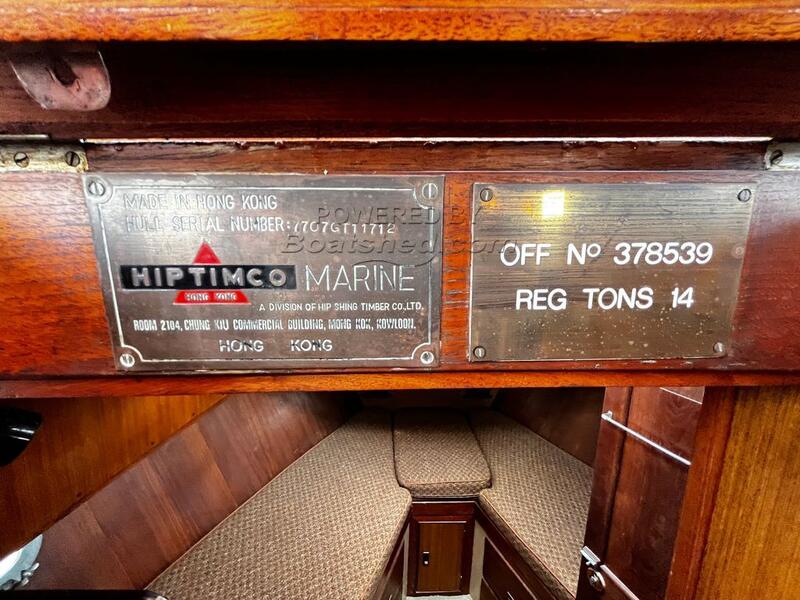 MADE IN HONG KONG
HULL SERIAL NUMBER:
HIPTIMCO MARINE
HONG KONG
A DIVISION OF HIP SHING TIMBER CO., LTD.
ROOM 2104, CHUNG KIU COMMERCIAL BUILDING, MONG KOK, KOWLOON.
HONG KONG
POWERED BY
Boatshed.com
OFF Nº 378539
REG TONS 14